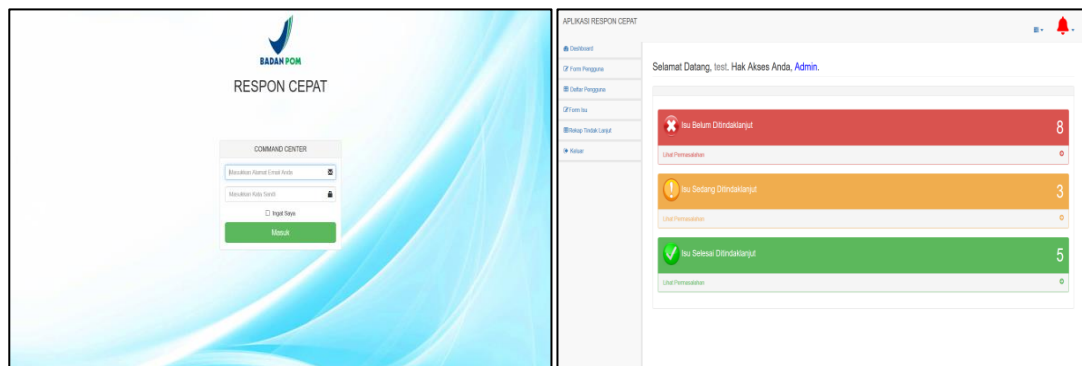 BADAN POM
RESPON CEPAT
COMMAND CENTER
Masukkan Alamat Email Anda
Masukkan Kata Sandi
Ingat Saya
Masuk
APLIKASI RESPON CEPAT
Dashboard
Form Pengguna
Daftar Pengguna
Form Isu
Rekap Tindak Lanjut
Keluar
Selamat Datang, test. Hak Akses Anda, Admin.
Isu Belum Ditindaklanjut
8
Lihat Permasalahan
Isu Sedang Ditindaklanjut
3
Lihat Permasalahan
Isu Selesai Ditindaklanjut
5
Lihat Permasalahan